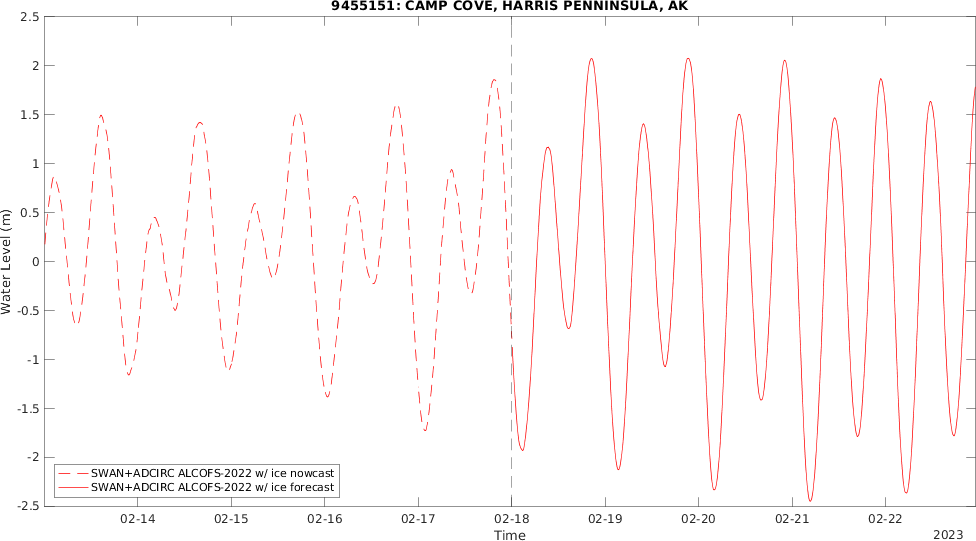 9455151: CAMP COVE, HARRIS PENNINSULA, AK
2.5
2
1.5
1
0.5
0
-0.5
-1
-1.5
-2
-2.5
Water Level (m)
SWAN+ADCIRC ALCOFS-2022 w/ ice nowcast
SWAN+ADCIRC ALCOFS-2022 w/ ice forecast
02-14 02-15 02-16 02-17 02-18 02-19 02-20 02-21 02-22
Time
2023